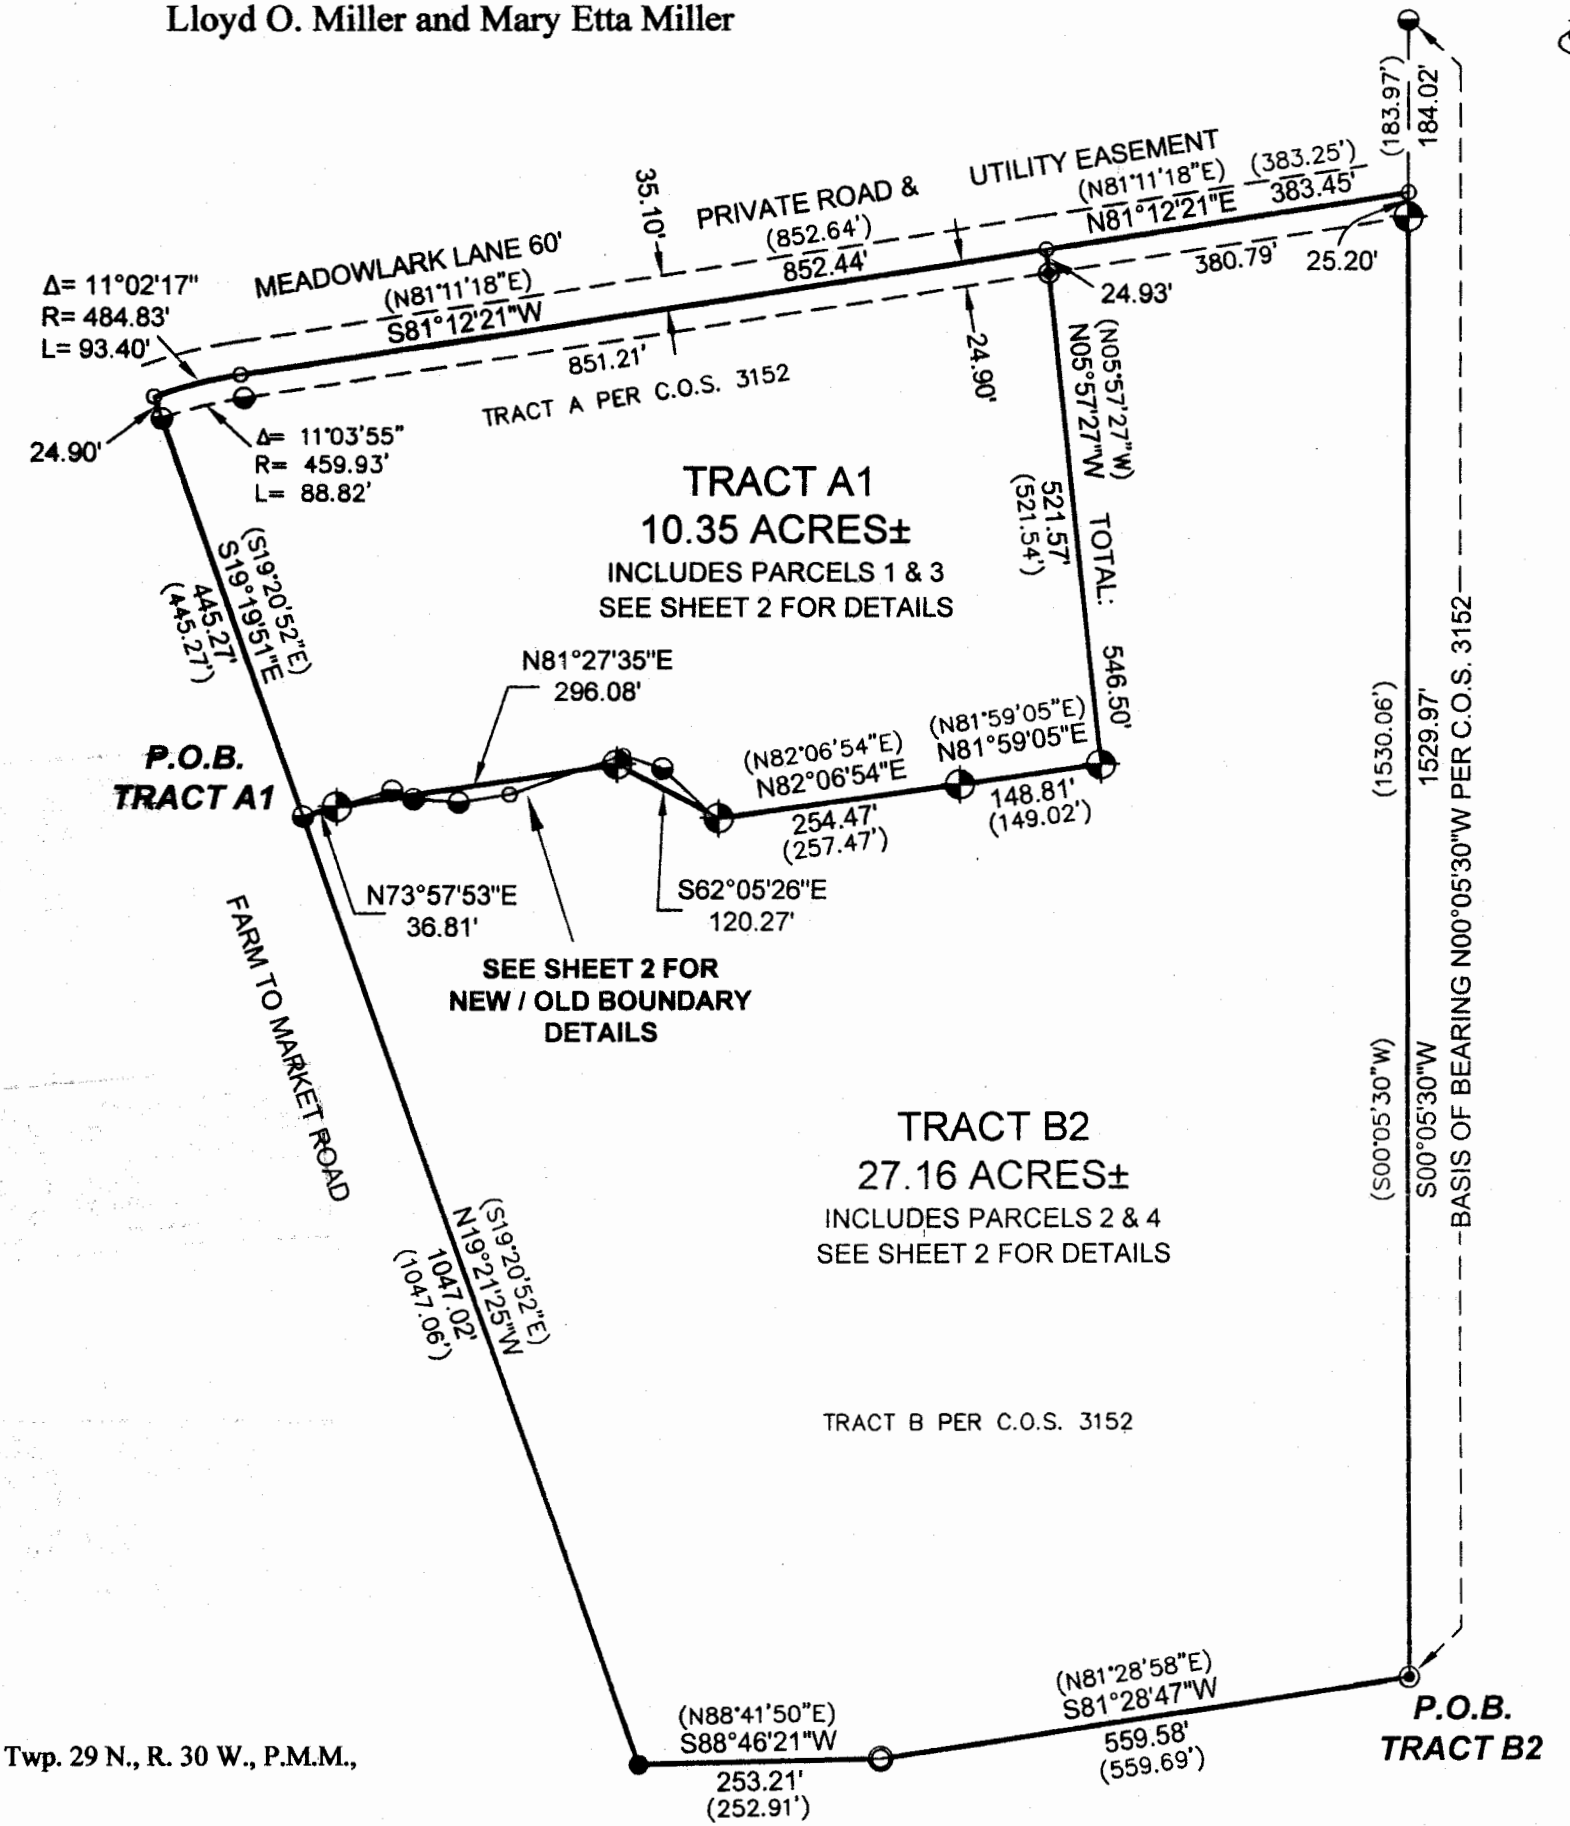 Lloyd O. Miller and Mary Etta Miller
(183.97')
184.02'
35.10'
PRIVATE ROAD &
UTILITY EASEMENT
(N81°11'18"E)
(383.25')
N81°12'21"E
383.45'
(852.64')
852.44'
MEADOWLARK LANE 60'
(N81°11'18"E)
S81°12'21"W
Δ= 11°02'17"
R= 484.83'
L= 93.40'
380.79'
25.20'
24.93'
851.21'
24.90'
TRACT A PER C.O.S. 3152
24.90'
Δ= 11°03'55"
R= 459.93'
L= 88.82'
(N05°57'27"W)
N05°57'27"W
TOTAL: 546.50'
521.57'
(521.54')
TRACT A1
10.35 ACRES±
INCLUDES PARCELS 1 & 3
SEE SHEET 2 FOR DETAILS
(S19°20'52"E)
S19°19'51"E
445.27'
(445.27')
N81°27'35"E
296.08'
(N81°59'05"E)
N81°59'05"E
148.81'
(149.02')
(N82°06'54"E)
N82°06'54"E
254.47'
(257.47')
P.O.B.
TRACT A1
N73°57'53"E
36.81'
S62°05'26"E
120.27'
SEE SHEET 2 FOR
NEW / OLD BOUNDARY
DETAILS
FARM TO MARKET ROAD
(1530.06')
1529.97'
(S00°05'30"W)
S00°05'30"W
BASIS OF BEARING N00°05'30"W PER C.O.S. 3152
TRACT B2
27.16 ACRES±
INCLUDES PARCELS 2 & 4
SEE SHEET 2 FOR DETAILS
(S19°20'52"E)
N19°21'25"W
1047.02'
(1047.06')
TRACT B PER C.O.S. 3152
(N81°28'58"E)
S81°28'47"W
559.58'
(559.69')
(N88°41'50"E)
S88°46'21"W
253.21'
(252.91')
P.O.B.
TRACT B2
Twp. 29 N., R. 30 W., P.M.M.,